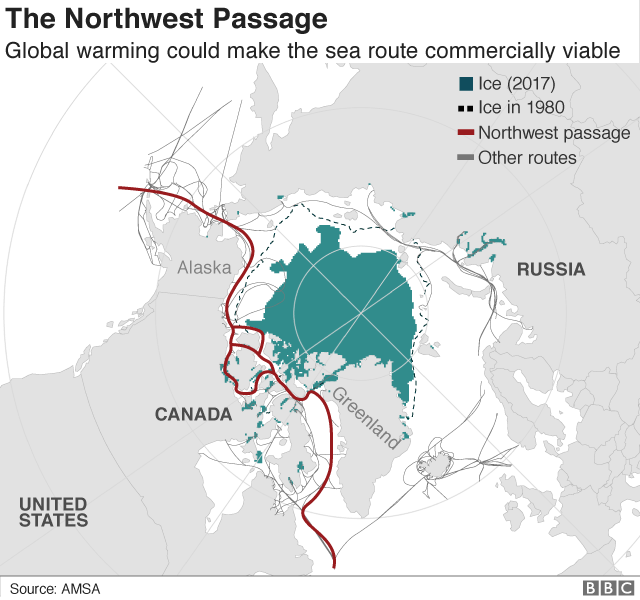 The Northwest Passage
Global warming could make the sea route commercially viable
Ice (2017)
Ice in 1980
Northwest passage
Other routes
Alaska
RUSSIA
CANADA
Greenland
UNITED
STATES
Source: AMSA
BBC